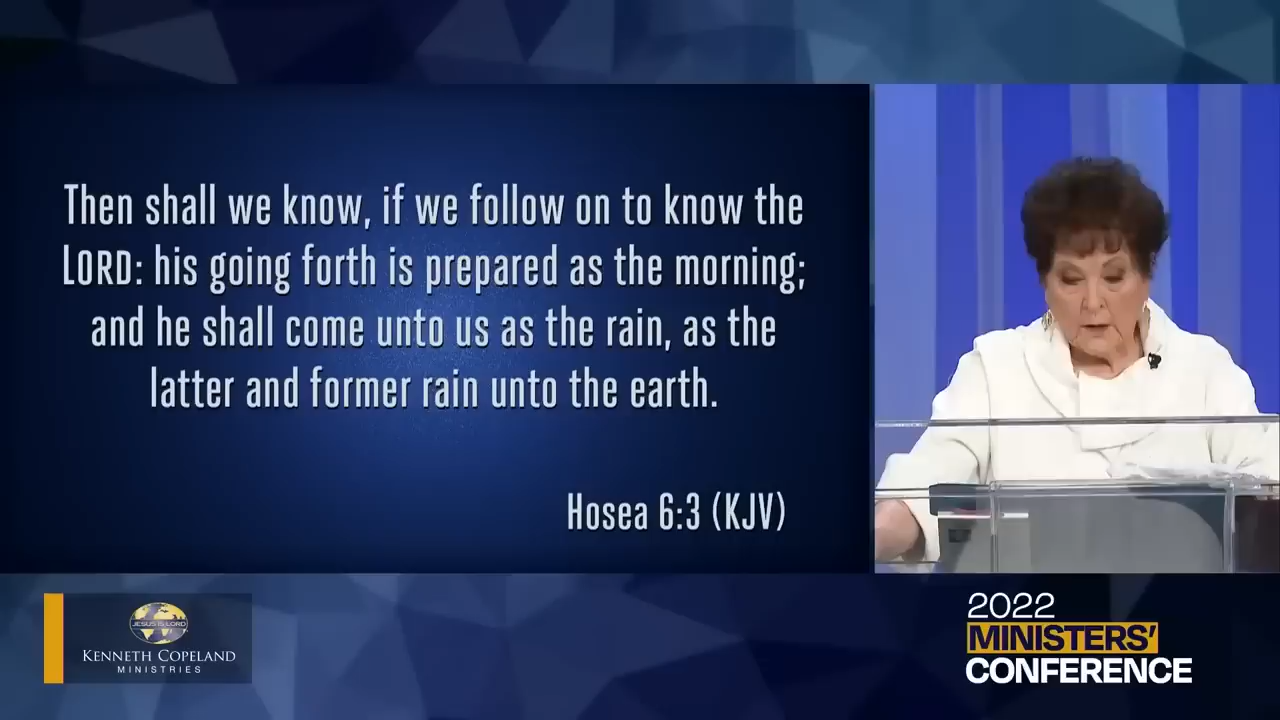 Then shall we know, if we follow on to know the
LORD: his going forth is prepared as the morning;
and he shall come unto us as the rain, as the
latter and former rain unto the earth.
Hosea 6:3 (KJV)
JESUS IS LORD
KENNETH COPELAND
MINISTRIES
2022
MINISTERS'
CONFERENCE